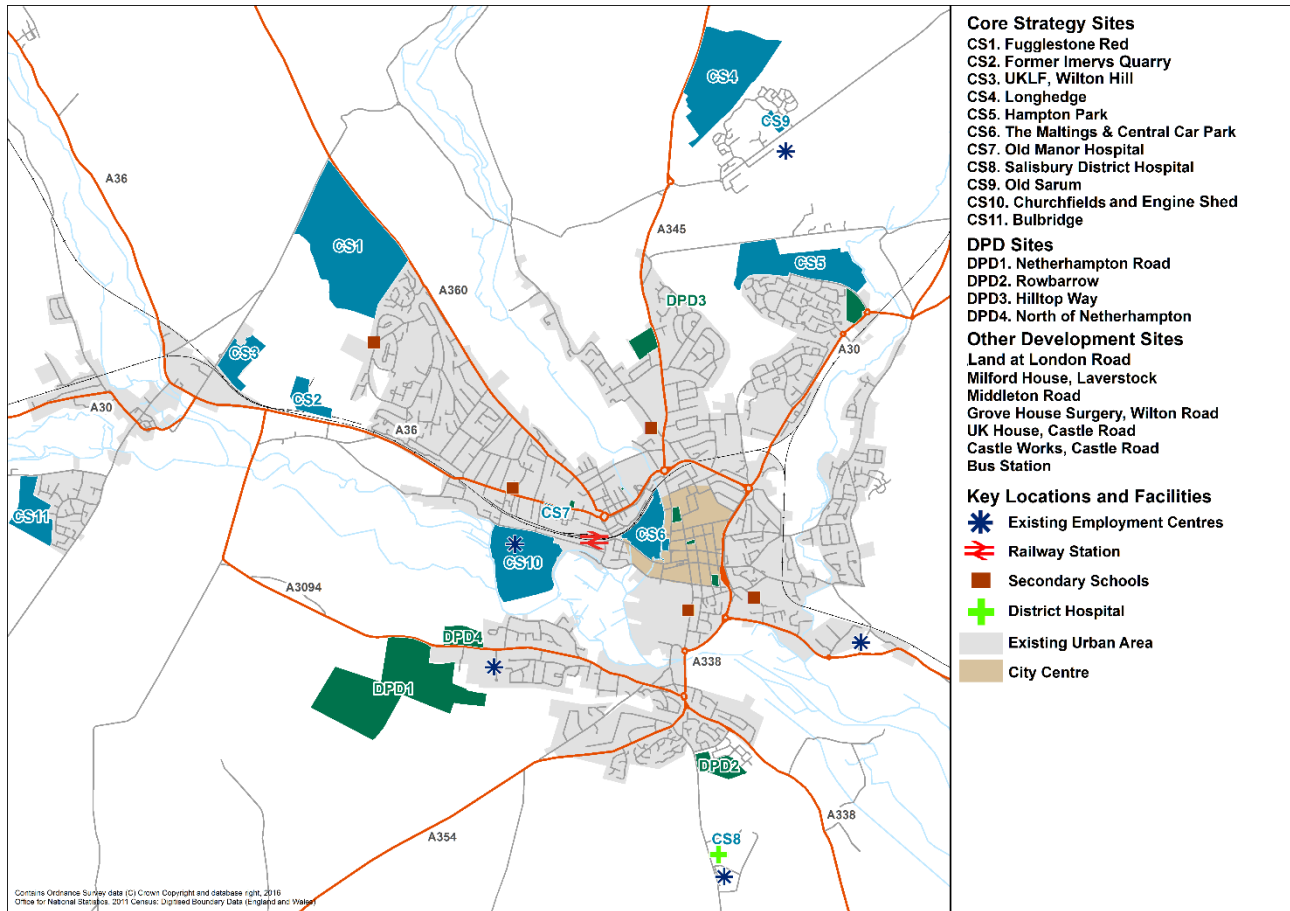 Core Strategy Sites
CS1. Fugglestone Red
CS2. Former Imerys Quarry
CS3. UKLF, Wilton Hill
CS4. Longhedge
CS5. Hampton Park
CS6. The Maltings & Central Car Park
CS7. Old Manor Hospital
CS8. Salisbury District Hospital
CS9. Old Sarum
CS10. Churchfields and Engine Shed
CS11. Bulbridge
DPD Sites
DPD1. Netherhampton Road
DPD2. Rowbarrow
DPD3. Hilltop Way
DPD4. North of Netherhampton
Other Development Sites
Land at London Road
Milford House, Laverstock
Middleton Road
Grove House Surgery, Wilton Road
UK House, Castle Road
Castle Works, Castle Road
Bus Station
Key Locations and Facilities
Existing Employment Centres
Railway Station
Secondary Schools
District Hospital
Existing Urban Area
City Centre
CS4
CS9
A36
A345
CS1
CS5
A360
DPD3
CS3
A30
CS2
A30
A36
CS11
CS7
CS6
CS10
A3094
DPD4
A338
DPD1
DPD2
A338
A354
CS8
Contains Ordnance Survey data (C) Crown Copyright and database right, 2016
Office for National Statistics, 2011 Census: Digitised Boundary Data (England and Wales)